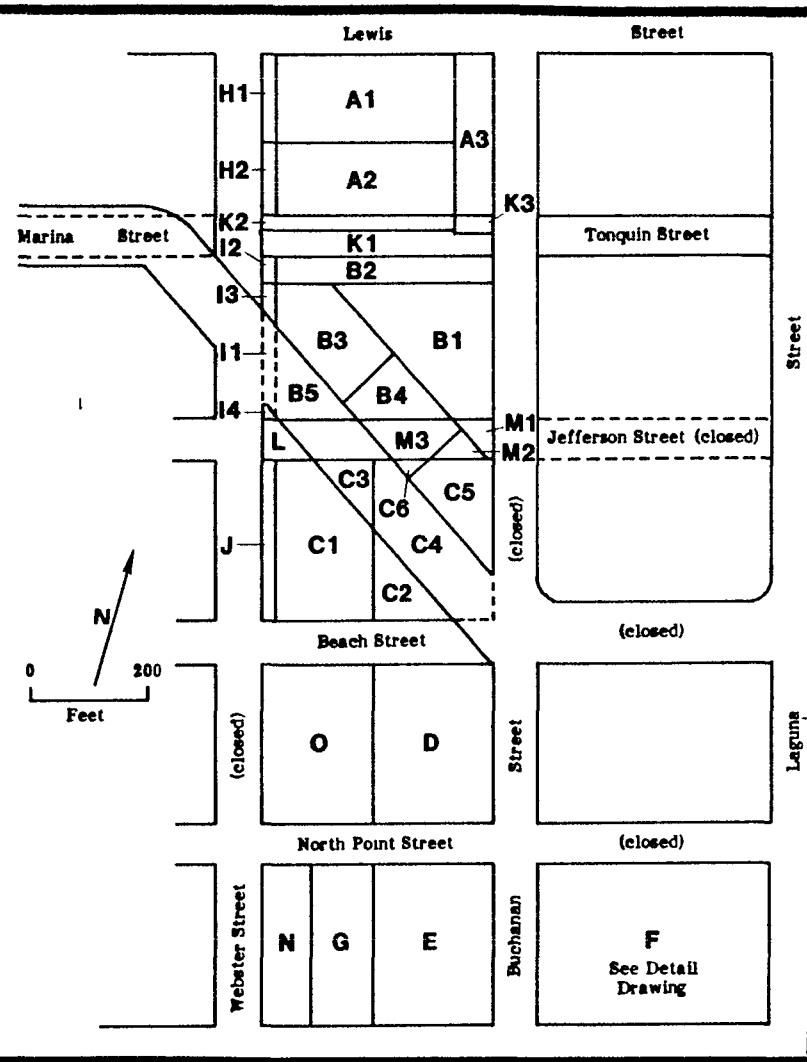 Lewis
Street
H1
A1
A3
H2
A2
K3
K2
Marina Street
K1
Tonquin Street
I2
B2
I3
Street
B3
B1
I1
B5
B4
I4
M1
L
M3
Jefferson Street (closed)
M2
C3
C5
C6
(closed)
J
C1
C4
C2
N
Beach Street
(closed)
0 200
Feet
(closed)
O
D
Street
Laguna
North Point Street
(closed)
Webster Street
N
G
E
Buchanan
F
See Detail
Drawing